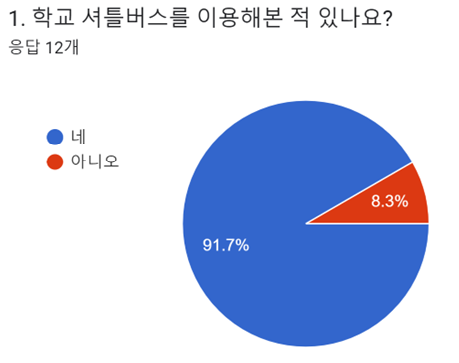 1. 학교 셔틀버스를 이용해본 적 있나요?
응답 12개
네
아니오
8.3%
91.7%